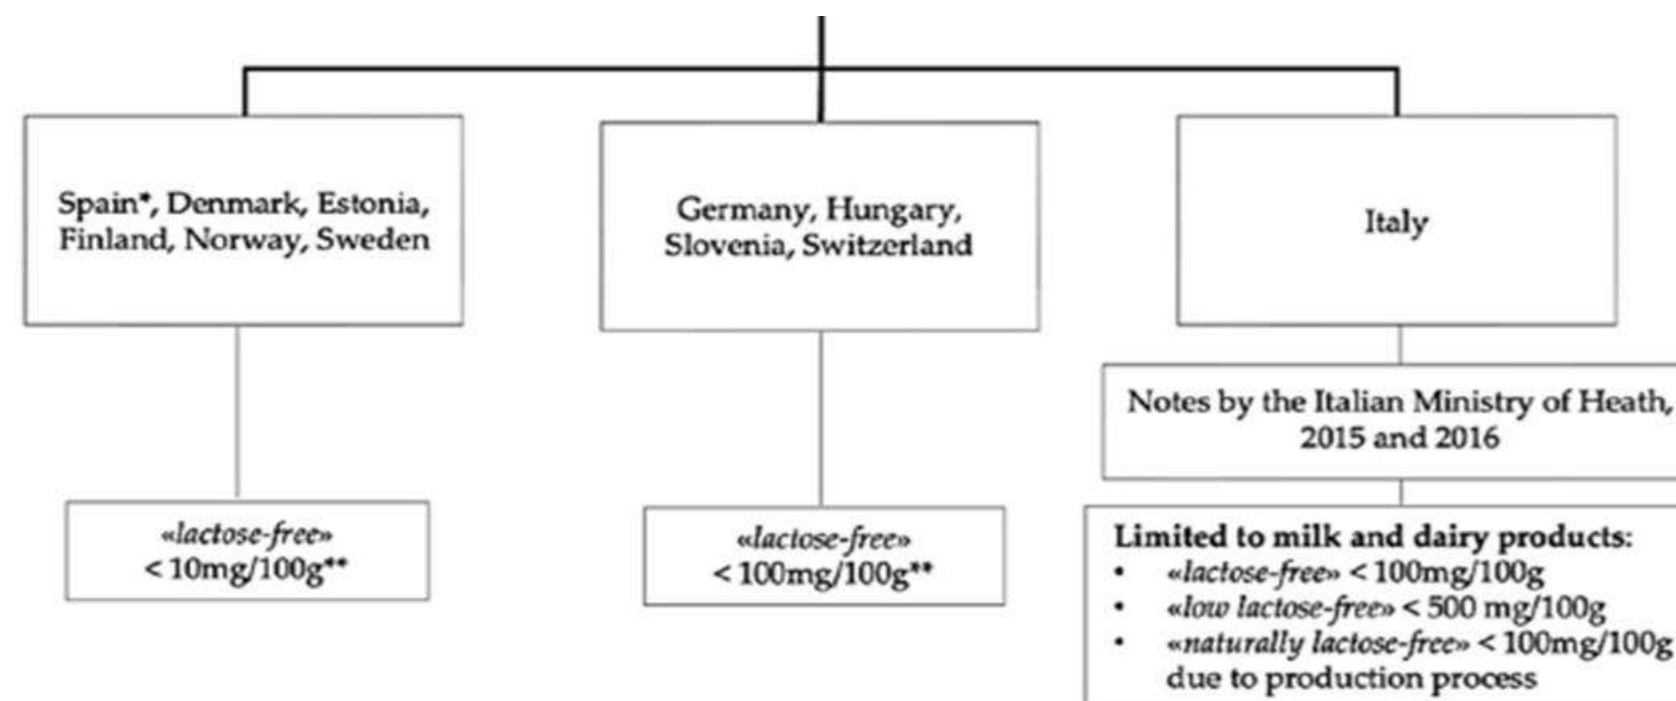 Spain*, Denmark, Estonia,
Finland, Norway, Sweden
«lactose-free»
< 10mg/100g**
Germany, Hungary,
Slovenia, Switzerland
«lactose-free»
< 100mg/100g**
Italy
Notes by the Italian Ministry of Heath,
2015 and 2016
Limited to milk and dairy products:
• «lactose-free» < 100mg/100g
• «low lactose-free» < 500 mg/100g
• «naturally lactose-free» < 100mg/100g
due to production process